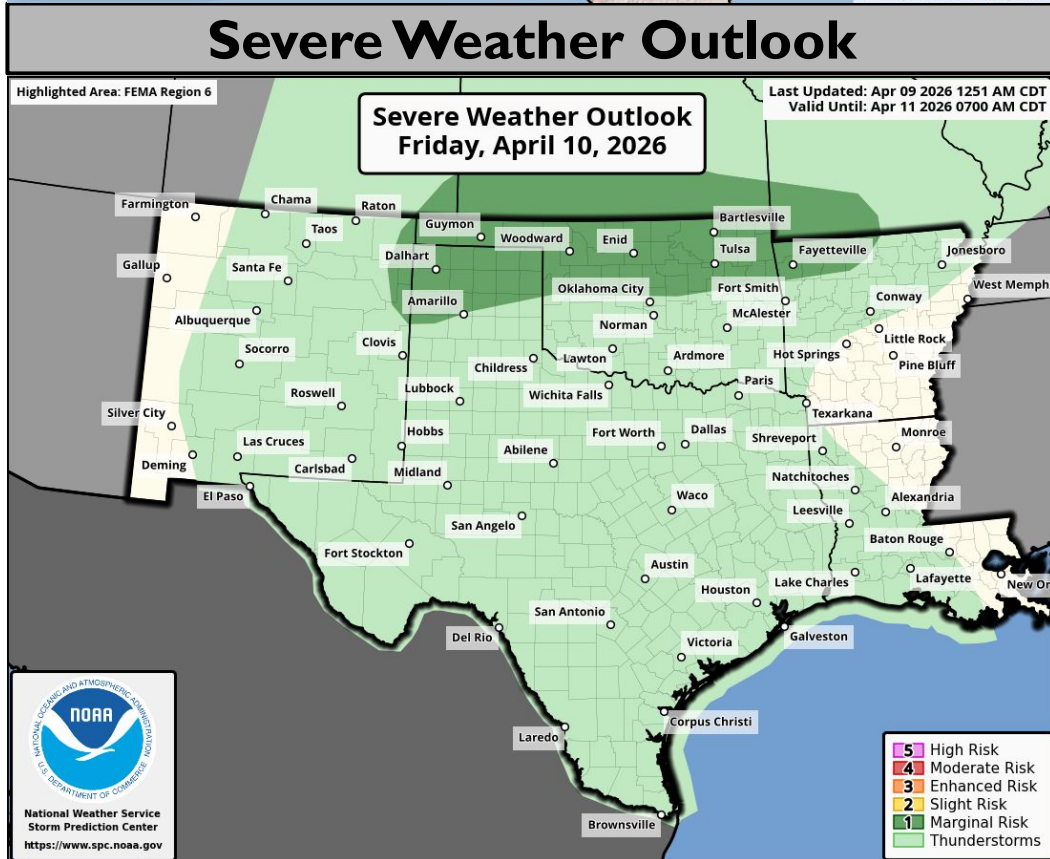 Severe Weather Outlook
Highlighted Area: FEMA Region 6
Last Updated: Apr 09 2026 1251 AM CDT
Valid Until: Apr 11 2026 0700 AM CDT
Severe Weather Outlook
Friday, April 10, 2026
Farmington
Chama
Raton
Taos
Guymon
Bartlesville
Woodward
Enid
Tulsa
Fayetteville
Jonesboro
Gallup
Santa Fe
Dalhart
Oklahoma City
Fort Smith
West Memph
Amarillo
Conway
Albuquerque
Norman
McAlester
Little Rock
Socorro
Clovis
Childress
Lawton
Ardmore
Hot Springs
Pine Bluff
Roswell
Lubbock
Wichita Falls
Paris
Texarkana
Silver City
Hobbs
Fort Worth
Dallas
Shreveport
Monroe
Las Cruces
Abilene
Deming
Carlsbad
Midland
Natchitoches
El Paso
Waco
Alexandria
San Angelo
Leesville
Fort Stockton
Baton Rouge
Austin
Houston
Lake Charles
Lafayette
New Or
San Antonio
Del Rio
Galveston
Victoria
Corpus Christi
Laredo
Brownsville
NATIONAL OCEANIC AND ATMOSPHERIC ADMINISTRATION
NOAA
U.S. DEPARTMENT OF COMMERCE
National Weather Service
Storm Prediction Center
https://www.spc.noaa.gov
5 High Risk
4 Moderate Risk
3 Enhanced Risk
2 Slight Risk
1 Marginal Risk
Thunderstorms